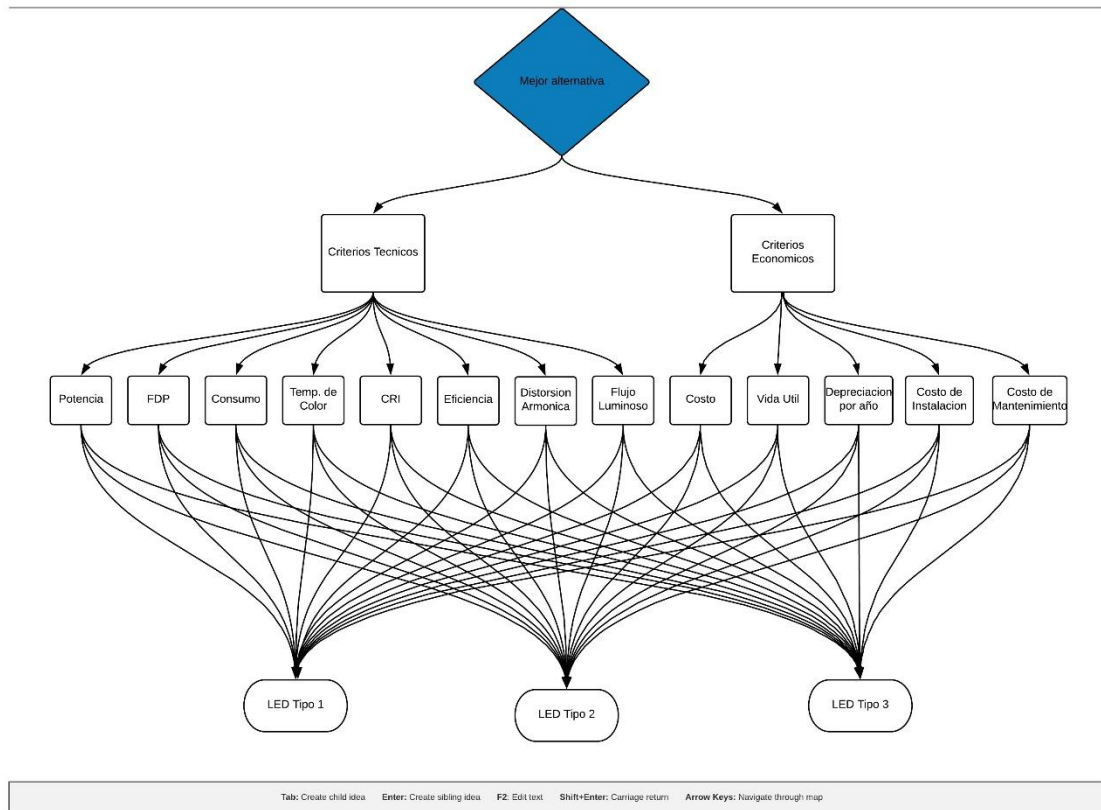 Mejor alternativa
Criterios Tecnicos
Criterios
Economicos
Potencia
FDP
Consumo
Temp. de
Color
CRI
Eficiencia
Distorsion
Armonica
Flujo
Luminoso
Costo
Vida Util
Depreciacion
por año
Costo de
Instalacion
Costo de
Mantenimiento
LED Tipo 1
LED Tipo 2
LED Tipo 3
Tab: Create child idea Enter: Create sibling idea F2: Edit text Shift+Enter: Carriage return Arrow Keys: Navigate through map